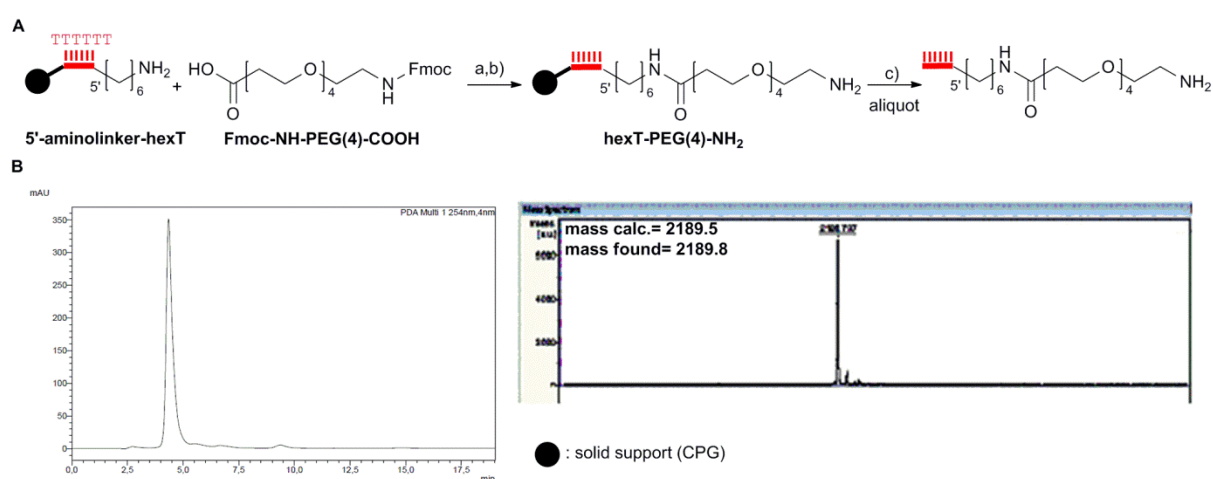 A
TTTTTT
NH2
5'
6
+
HO
O
O
4
N
H
Fmoc
a,b)
5'
6
H
N
O
O
4
NH2
c)
aliquot
5'
6
H
N
O
O
4
NH2
5'-aminolinker-hexT
Fmoc-NH-PEG(4)-COOH
hexT-PEG(4)-NH2
B
mAU
PDA Multi 1 254nm,4nm
350
300
250
200
150
100
50
0
0,0
2,5
5,0
7,5
10,0
12,5
15,0
17,5
min
mass calc.= 2189.5
mass found= 2189.8
: solid support (CPG)